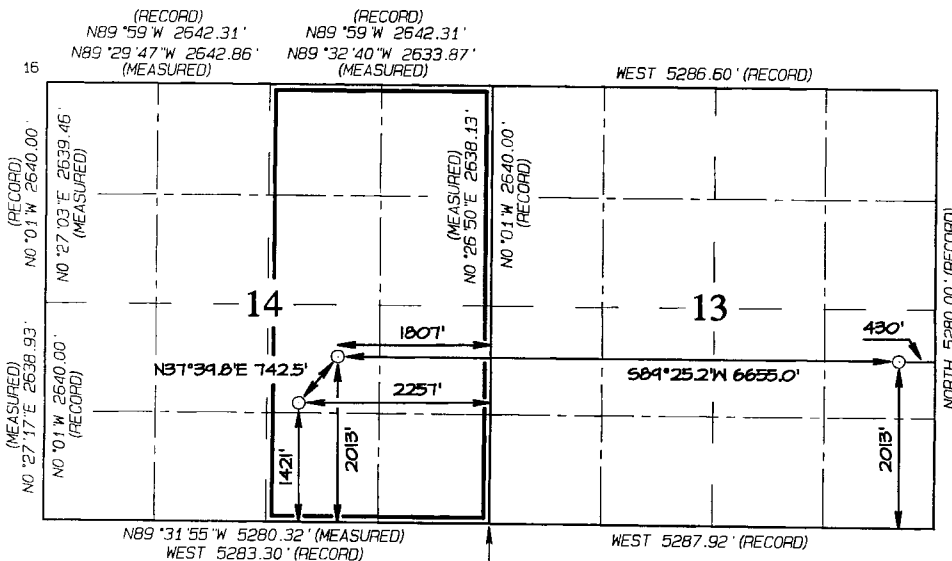 (RECORD)
N89°59'W 2642.31'
N89°29'47"W 2642.86'
(MEASURED)
(RECORD)
N89°59'W 2642.31'
N89°32'40"W 2633.87'
(MEASURED)
16
WEST 5286.60' (RECORD)
(RECORD)
N0°01'W 2640.00'
N0°27'03"E 2639.46'
(MEASURED)
(MEASURED)
N0°26'50"E 2638.13'
N0°01'W 2640.00'
(RECORD)
NORTH 5280.00' (RECORD)
14
13
1807'
430'
N37°39.8'E 742.5'
S89°25.2'W 6655.0'
2257'
(MEASURED)
N0°27'17"E 2638.93'
N0°01'W 2640.00'
(RECORD)
1421'
2013'
2013'
N89°31'55"W 5280.32' (MEASURED)
WEST 5283.30' (RECORD)
WEST 5287.92' (RECORD)